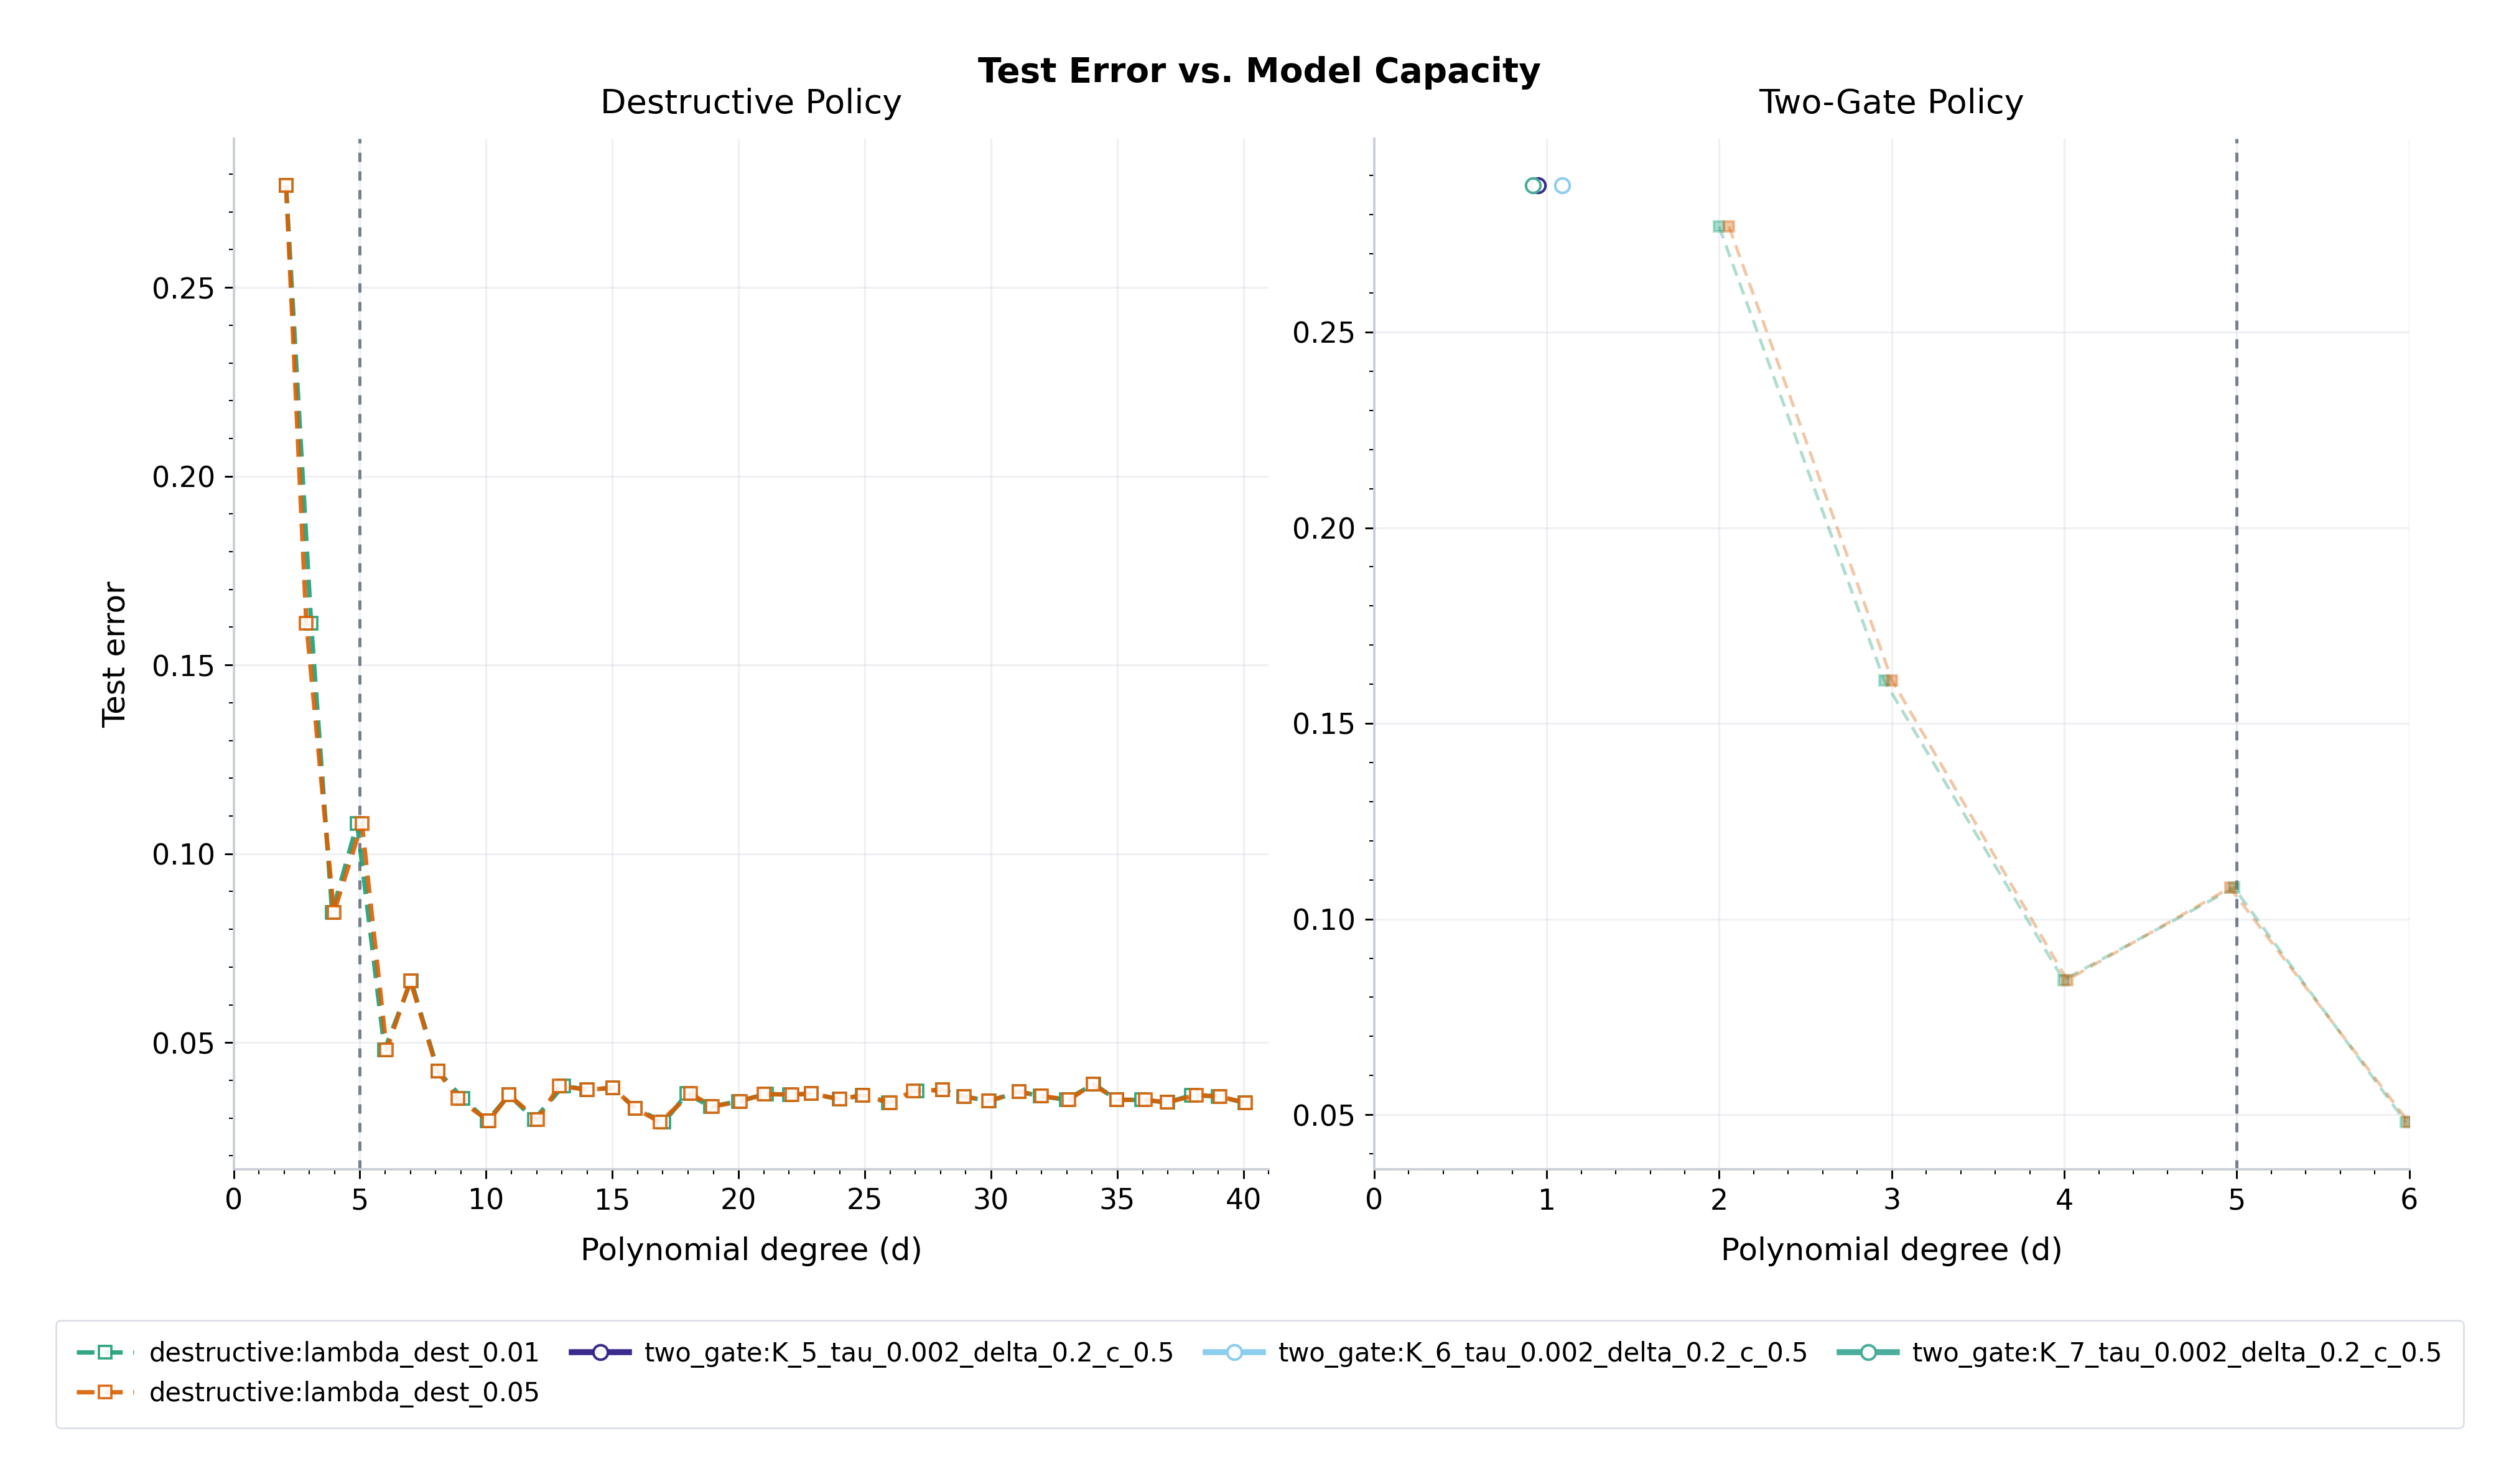 Test Error vs. Model Capacity
Destructive Policy
Two-Gate Policy
Test error
0.25
0.20
0.15
0.10
0.05
0 5 10 15 20 25 30 35 40
Polynomial degree (d)
0.25
0.20
0.15
0.10
0.05
0 1 2 3 4 5 6
Polynomial degree (d)
destructive:lambda_dest_0.01
destructive:lambda_dest_0.05
two_gate:K_5_tau_0.002_delta_0.2_c_0.5
two_gate:K_6_tau_0.002_delta_0.2_c_0.5
two_gate:K_7_tau_0.002_delta_0.2_c_0.5